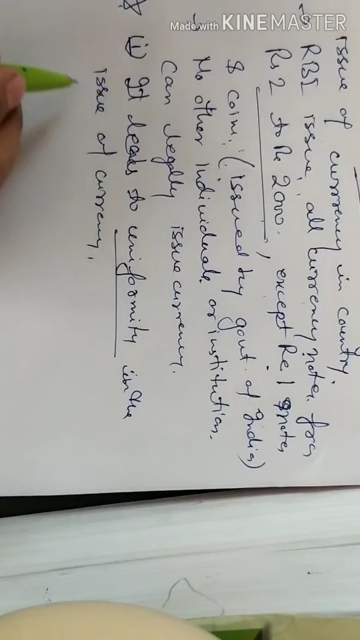 Made with KINEMASTER
issue of currency in country.
- RBI issue all currency notes for
Rs 2 to Rs 2000, except Re 1 notes
& coin. (issued by govt. of India)
- No other individuals or institution
can legally issue currency.
(ii) It leads to uniformity in the
issue of currency.